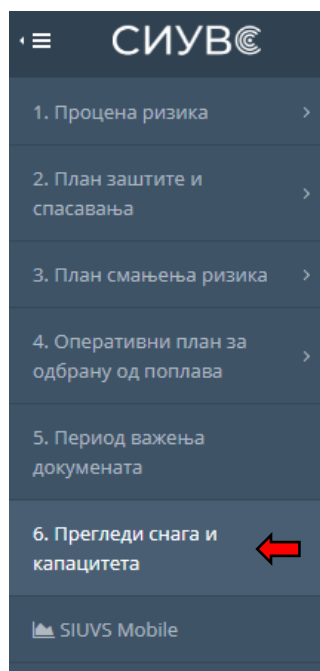 СИУВС
1. Процена ризика
2. План заштите и
спасавања
3. План смањења ризика
4. Оперативни план за
одбрану од поплава
5. Период важења
докумената
6. Прегледи снага и
капацитета
SIUVS Mobile